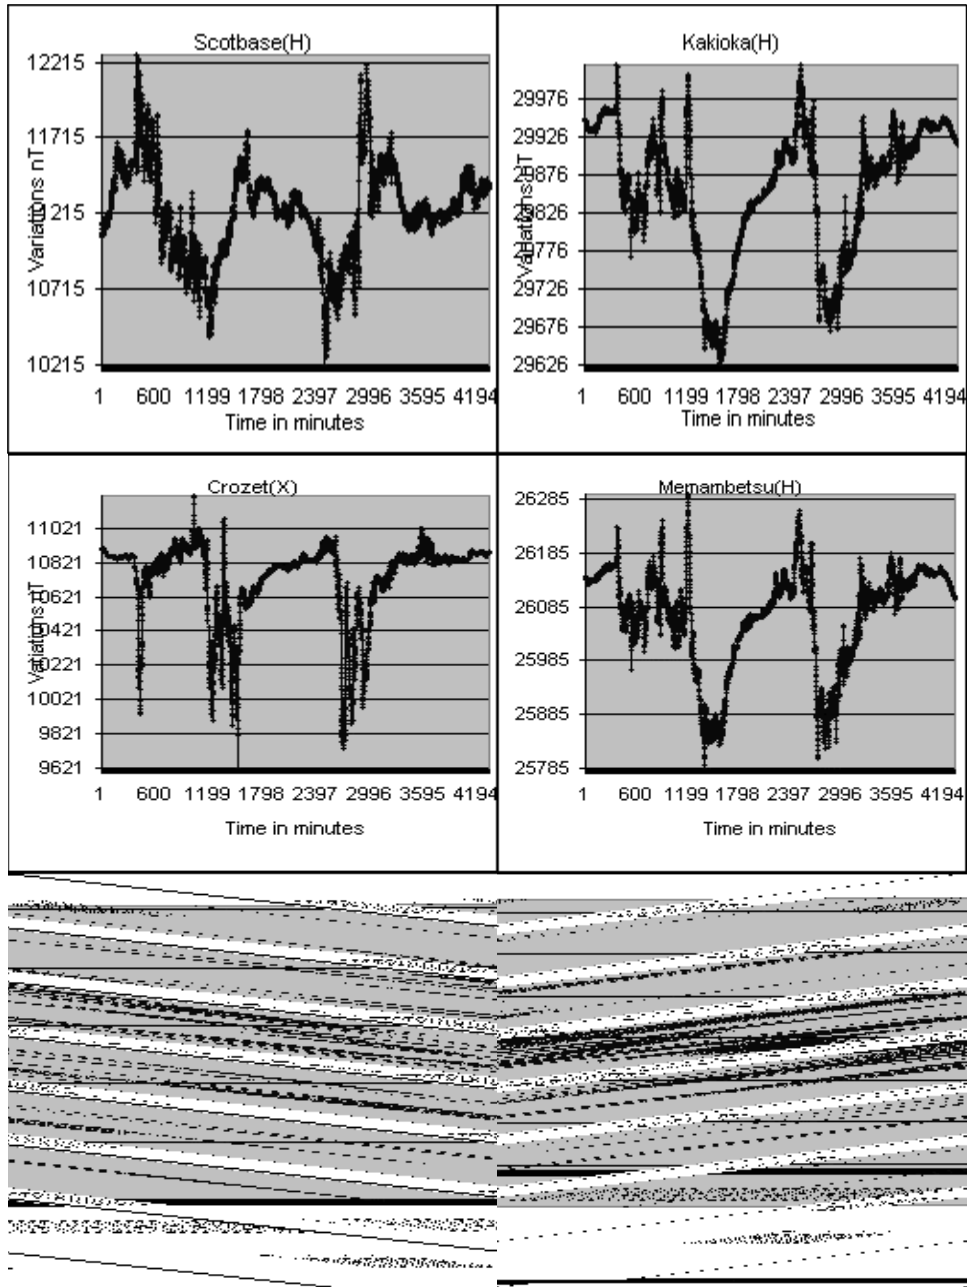 Scotbase(H)
12215
11715
11215
10715
10215
Variations nT
1 600 1199 1798 2397 2996 3595 4194
Time in minutes
Kakioka(H)
29976
29926
29876
29826
29776
29726
29676
29626
Variations nT
1 600 1199 1798 2397 2996 3595 4194
Time in minutes
Crozet(X)
11021
10821
10621
10421
10221
10021
9821
9621
Variations nT
1 600 1199 1798 2397 2996 3595 4194
Time in minutes
Memambetsu(H)
26285
26185
26085
25985
25885
25785
1 600 1199 1798 2397 2996 3595 4194
Time in minutes